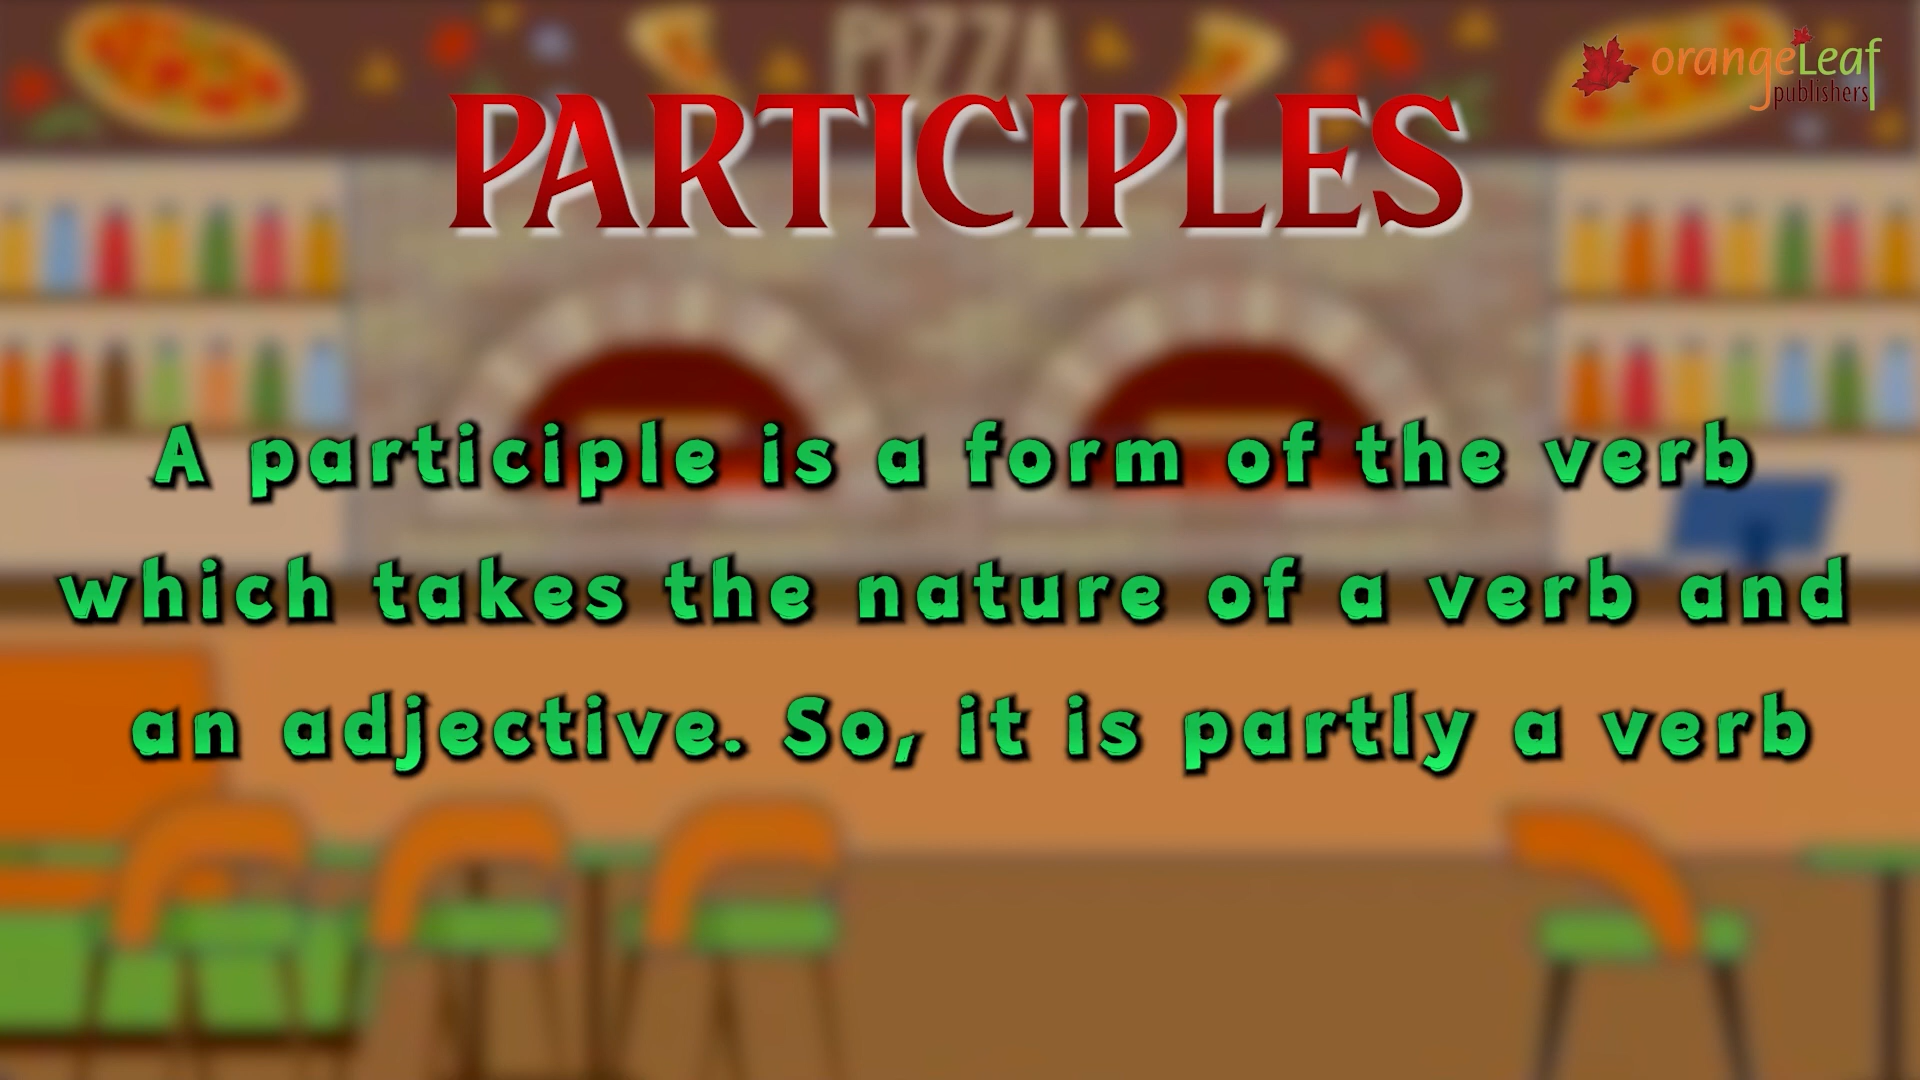 PIZZA
orangeLeaf
publishers
PARTICIPLES
A participle is a form of the verb
which takes the nature of a verb and
an adjective. So, it is partly a verb